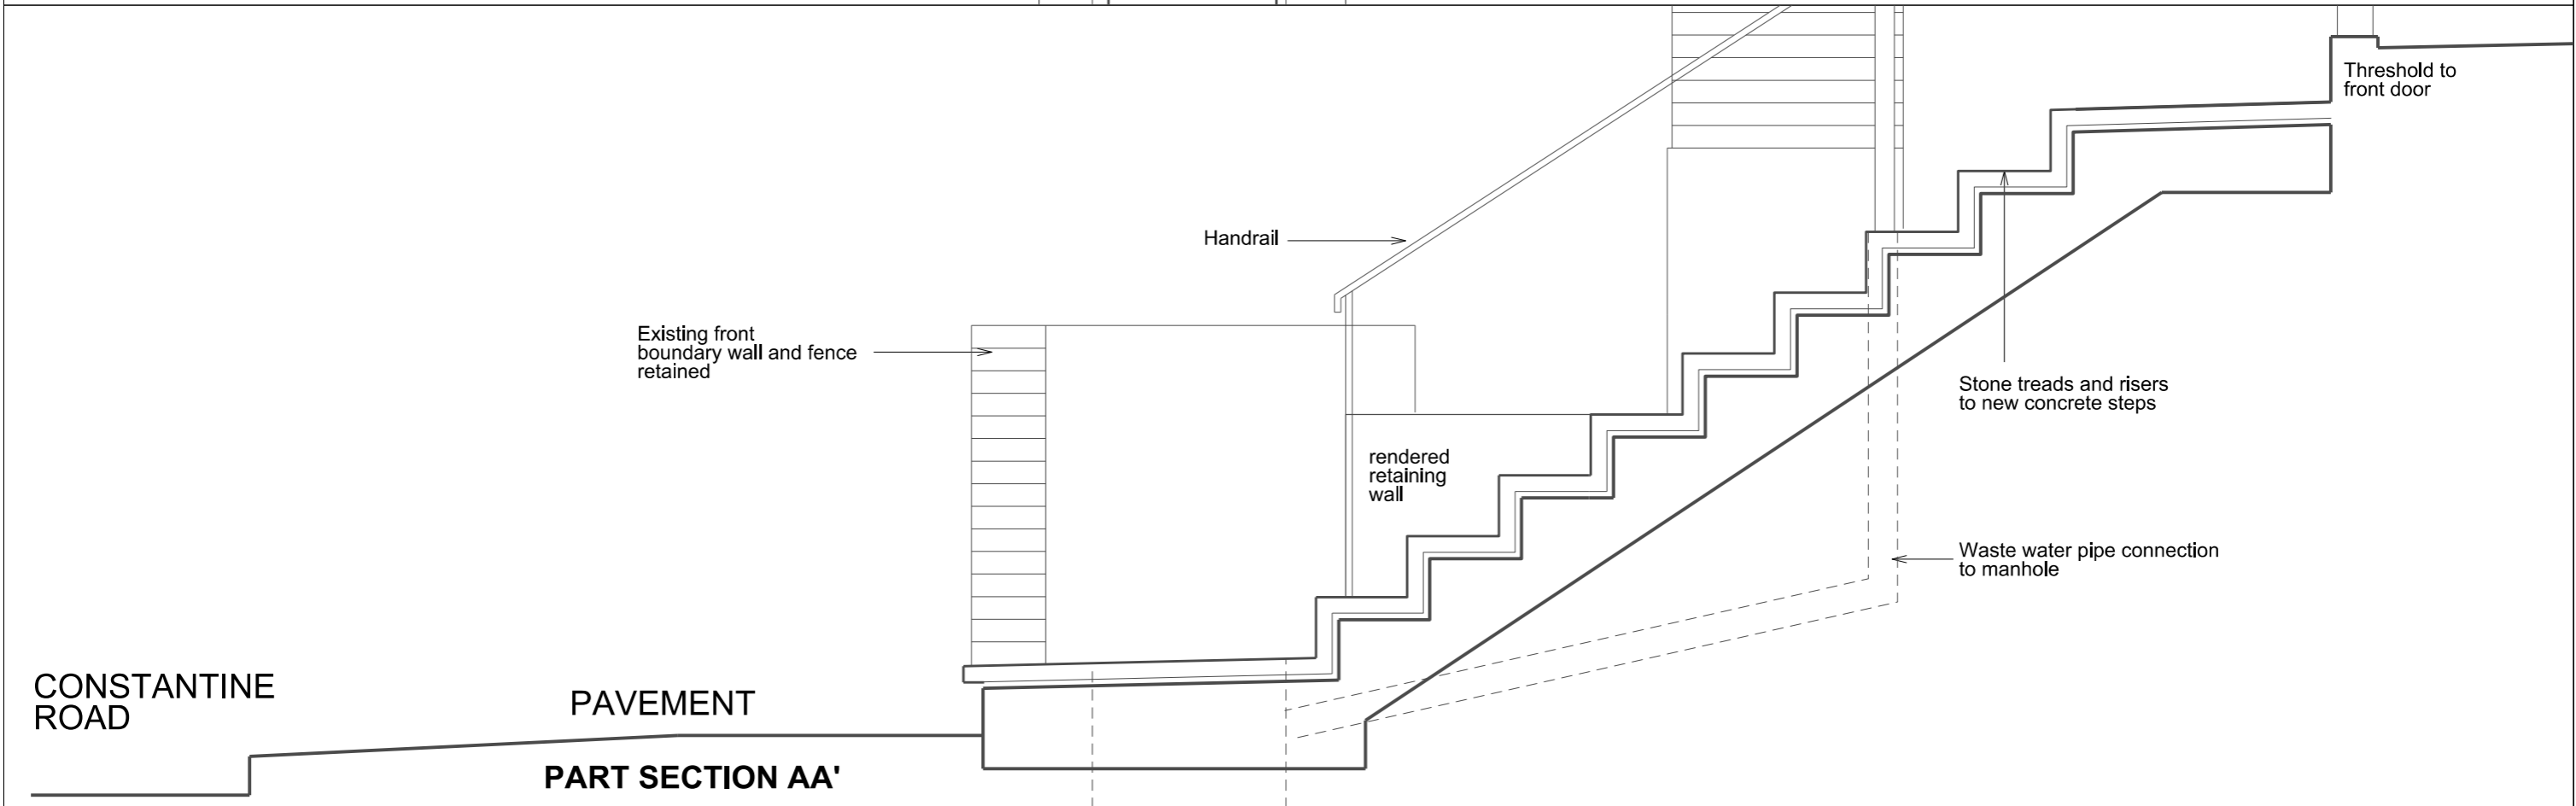 Threshold to
front door
Handrail
Existing front
boundary wall and fence
retained
Stone treads and risers
to new concrete steps
rendered
retaining
wall
Waste water pipe connection
to manhole
CONSTANTINE
ROAD
PAVEMENT
PART SECTION AA'